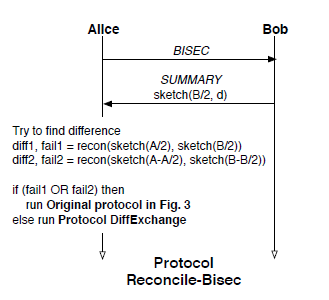 Alice Bob
BISEC
SUMMARY
sketch(B/2, d)
Try to find difference
diff1, fail1 = recon(sketch(A/2), sketch(B/2))
diff2, fail2 = recon(sketch(A-A/2), sketch(B-B/2))
if (fail1 OR fail2) then
run Original protocol in Fig. 3
else run Protocol DiffExchange
Protocol
Reconcile-Bisec